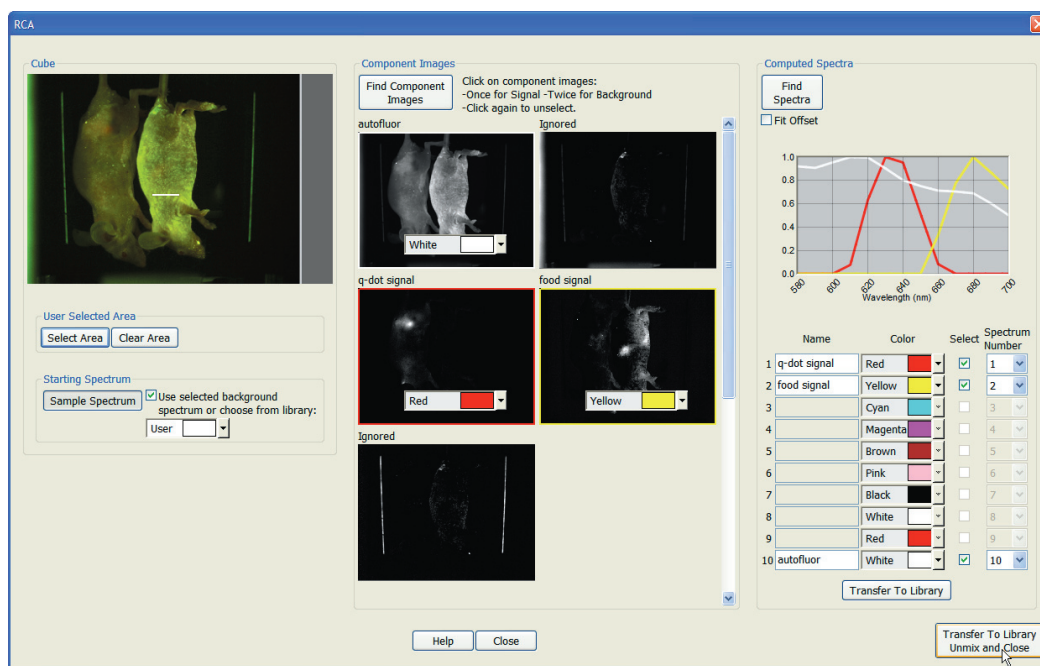 RCA
Cube
User Selected Area
Select Area
Clear Area
Starting Spectrum
Sample Spectrum
Use selected background
spectrum or choose from library:
User
Component Images
Find Component
Images
Click on component images:
-Once for Signal -Twice for Background
-Click again to unselect.
autofluor
Ignored
White
q-dot signal
food signal
Red
Yellow
Ignored
Computed Spectra
Find
Spectra
Fit Offset
1.0
0.8
0.6
0.4
0.2
0.0
580 600 620 640 660 680 700
Wavelength (nm)
Name Color Select Spectrum
Number
1 q-dot signal Red 1
2 food signal Yellow 2
3 Cyan 3
4 Magenta 4
5 Brown 5
6 Pink 6
7 Black 7
8 White 8
9 Red 9
10 autofluor White 10
Transfer To Library
Help
Close
Transfer To Library
Unmix and Close